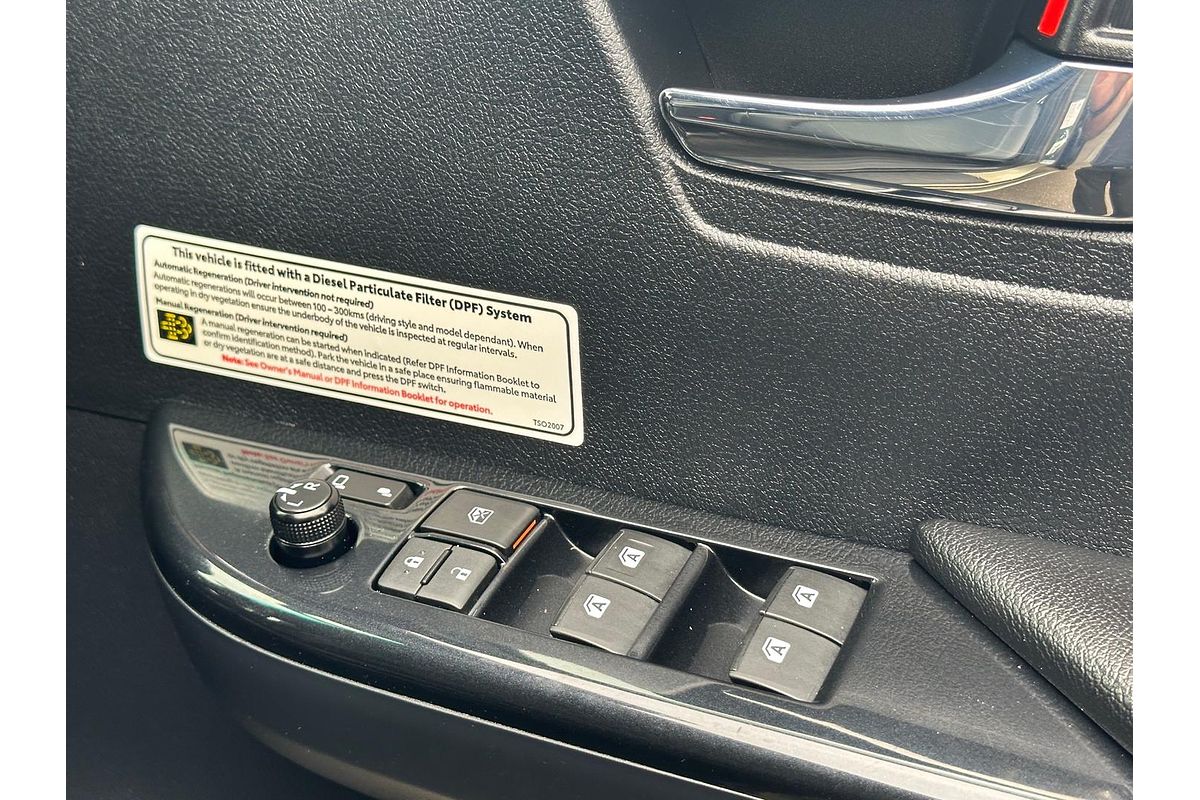 This vehicle is fitted with a Diesel Particulate Filter (DPF) System
Automatic Regeneration (Driver intervention not required)
Automatic regenerations will occur between 100 – 300kms (driving style and model dependant). When
operating in dry vegetation ensure the underbody of the vehicle is inspected at regular intervals.
Manual Regeneration (Driver intervention required)
A manual regeneration can be started when indicated (Refer DPF Information Booklet to
confirm identification method). Park the vehicle in a safe place ensuring flammable material
or dry vegetation are at a safe distance and press the DPF switch.
Note: See Owner's Manual or DPF Information Booklet for operation.
TSO2007
L R
A
A
A
A